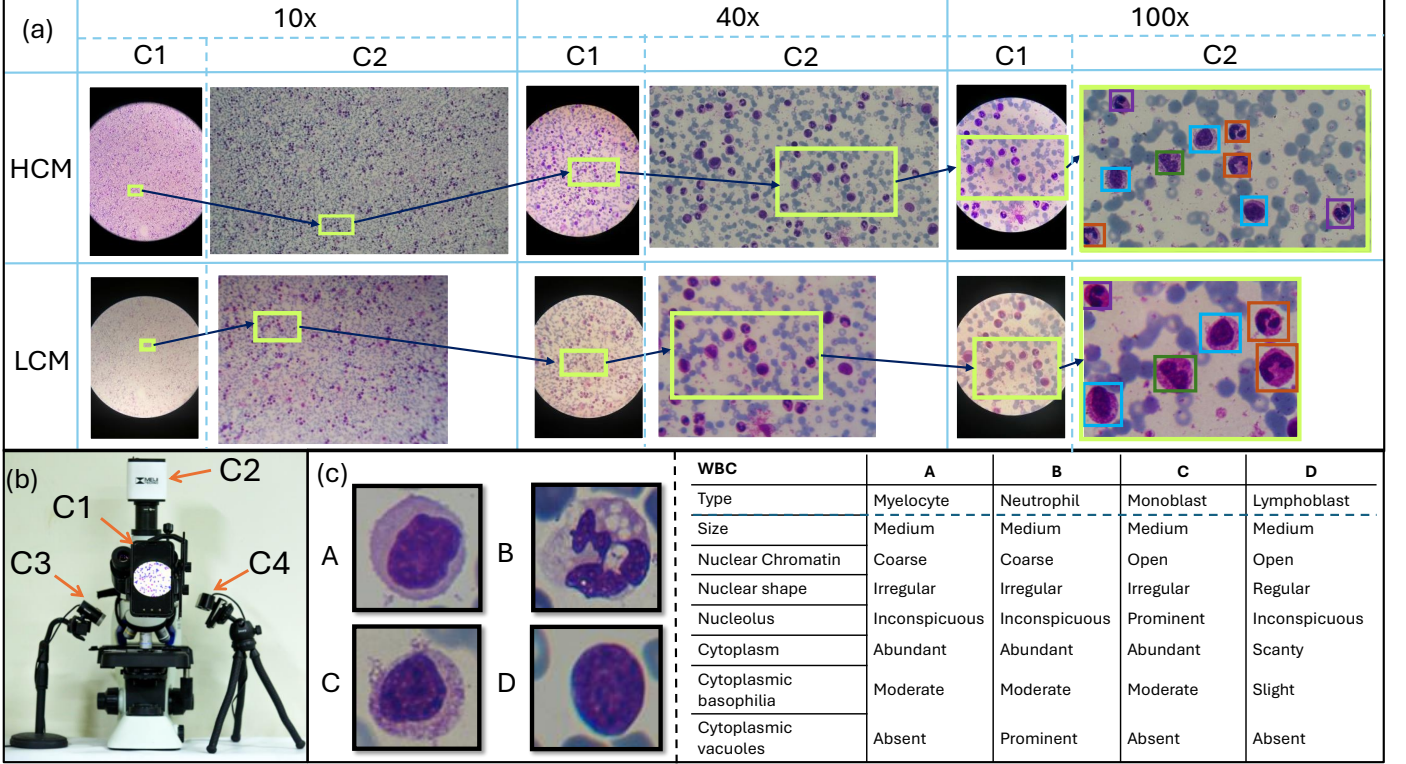 (a)
10x
40x
100x
C1
C2
C1
C2
C1
C2
HCM
LCM
(b)
C2
C1
C3
C4
(c)
A
B
C
D
WBC A B C D
Type Myelocyte Neutrophil Monoblast Lymphoblast
Size Medium Medium Medium Medium
Nuclear Chromatin Coarse Coarse Open Open
Nuclear shape Irregular Irregular Irregular Regular
Nucleolus Inconspicuous Inconspicuous Prominent Inconspicuous
Cytoplasm Abundant Abundant Abundant Scanty
Cytoplasmic
basophilia Moderate Moderate Moderate Slight
Cytoplasmic
vacuoles Absent Prominent Absent Absent